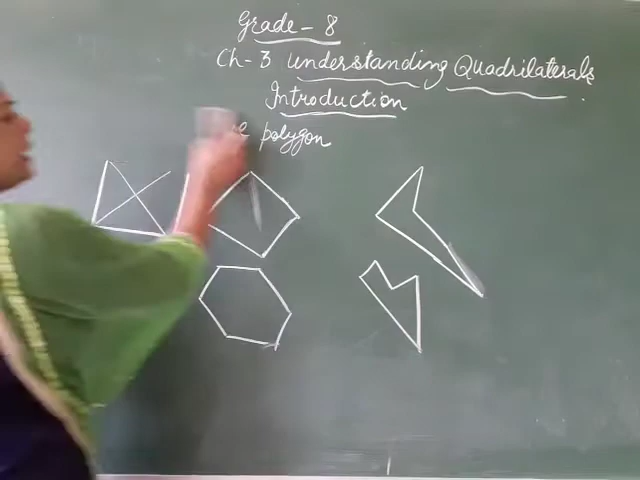 Grade - 8
Ch-3 Understanding Quadrilaterals
Introduction
polygon